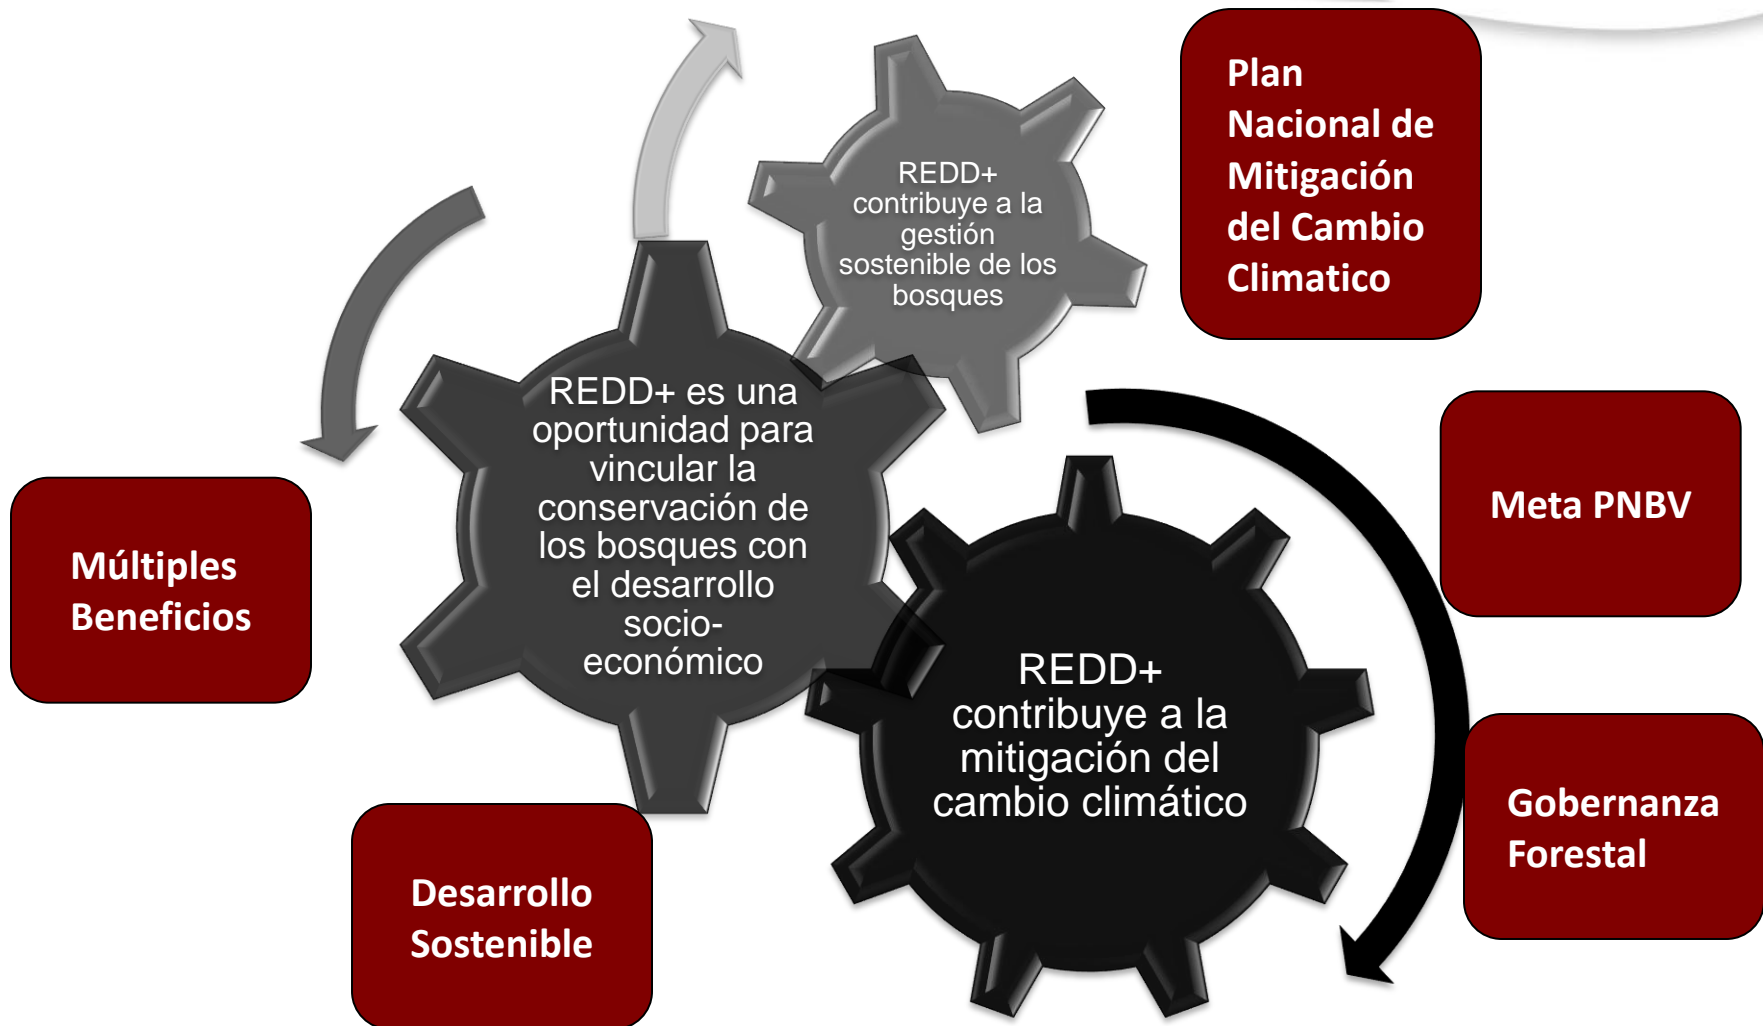 Plan
Nacional de
Mitigación
del Cambio
Climatico
REDD+
contribuye a la
gestión
sostenible de los
bosques
REDD+ es una
oportunidad para
vincular la
conservación de
los bosques con
el desarrollo
socio-
económico
Meta PNBV
Múltiples
Beneficios
REDD+
contribuye a la
mitigación del
cambio climático
Gobernanza
Forestal
Desarrollo
Sostenible